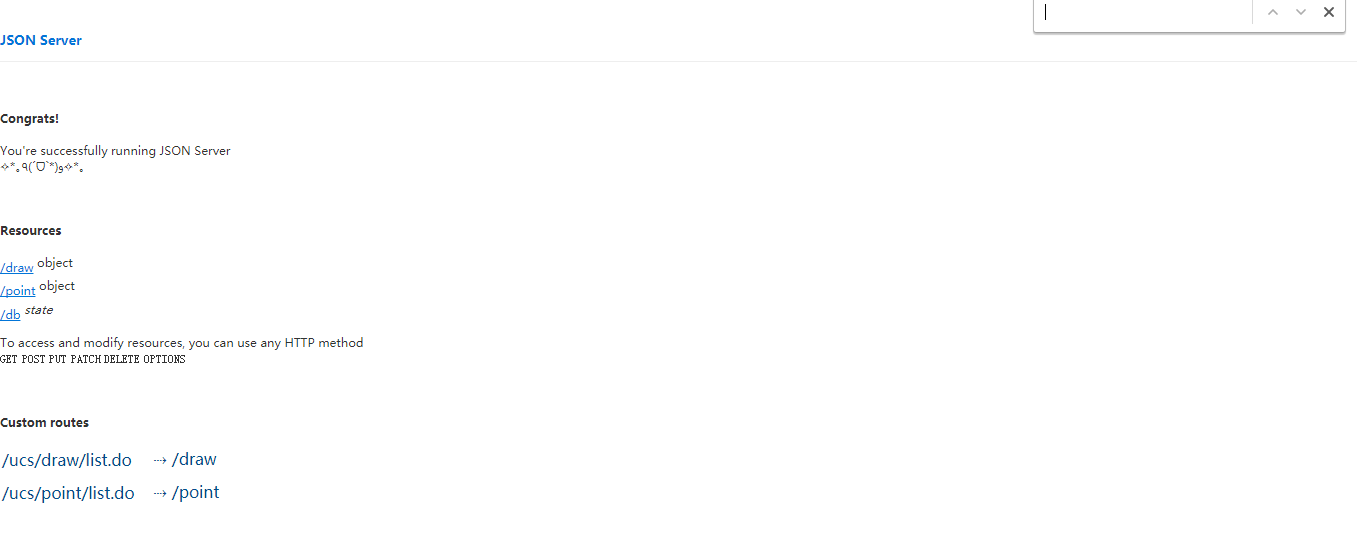 JSON Server
Congrats!
You're successfully running JSON Server
✧*｡٩(ˊᗜˋ*)و✧*｡
Resources
/draw object
/point object
/db state
To access and modify resources, you can use any HTTP method
GET POST PUT PATCH DELETE OPTIONS
Custom routes
/ucs/draw/list.do ⇢ /draw
/ucs/point/list.do ⇢ /point